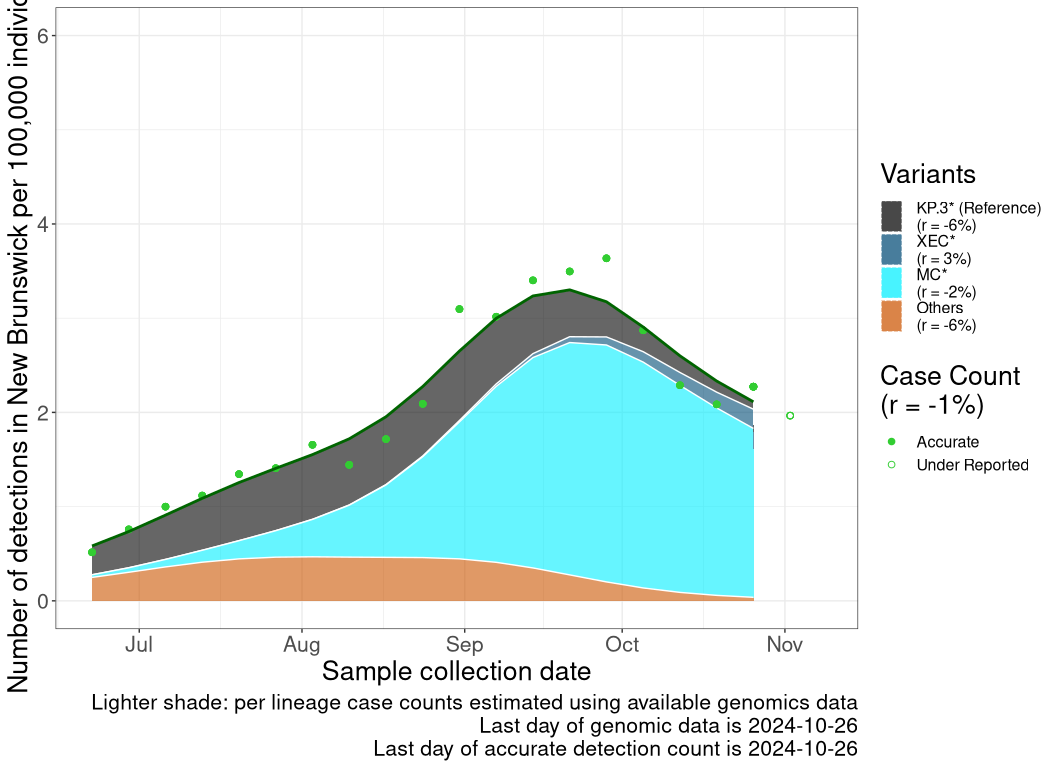 Number of detections in New Brunswick per 100,000
6
4
2
0
Jul
Aug
Sep
Oct
Nov
Sample collection date
Lighter shade: per lineage case counts estimated using available genomics data
Last day of genomic data is 2024-10-26
Last day of accurate detection count is 2024-10-26
Variants
KP.3* (Reference)
(r = -6%)
XEC*
(r = 3%)
MC*
(r = -2%)
Others
(r = -6%)
Case Count
(r = -1%)
Accurate
Under Reported